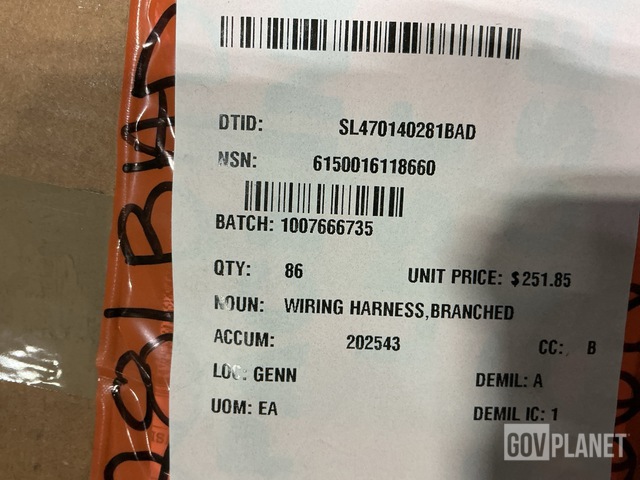 DTID: SL470140281BAD
NSN: 6150016118660
BATCH: 1007666735
QTY: 86 UNIT PRICE: $251.85
NOUN: WIRING HARNESS,BRANCHED
ACCUM: 202543 CC: B
LOC: GENN DEMIL: A
UOM: EA DEMIL IC: 1
GOVPLANET